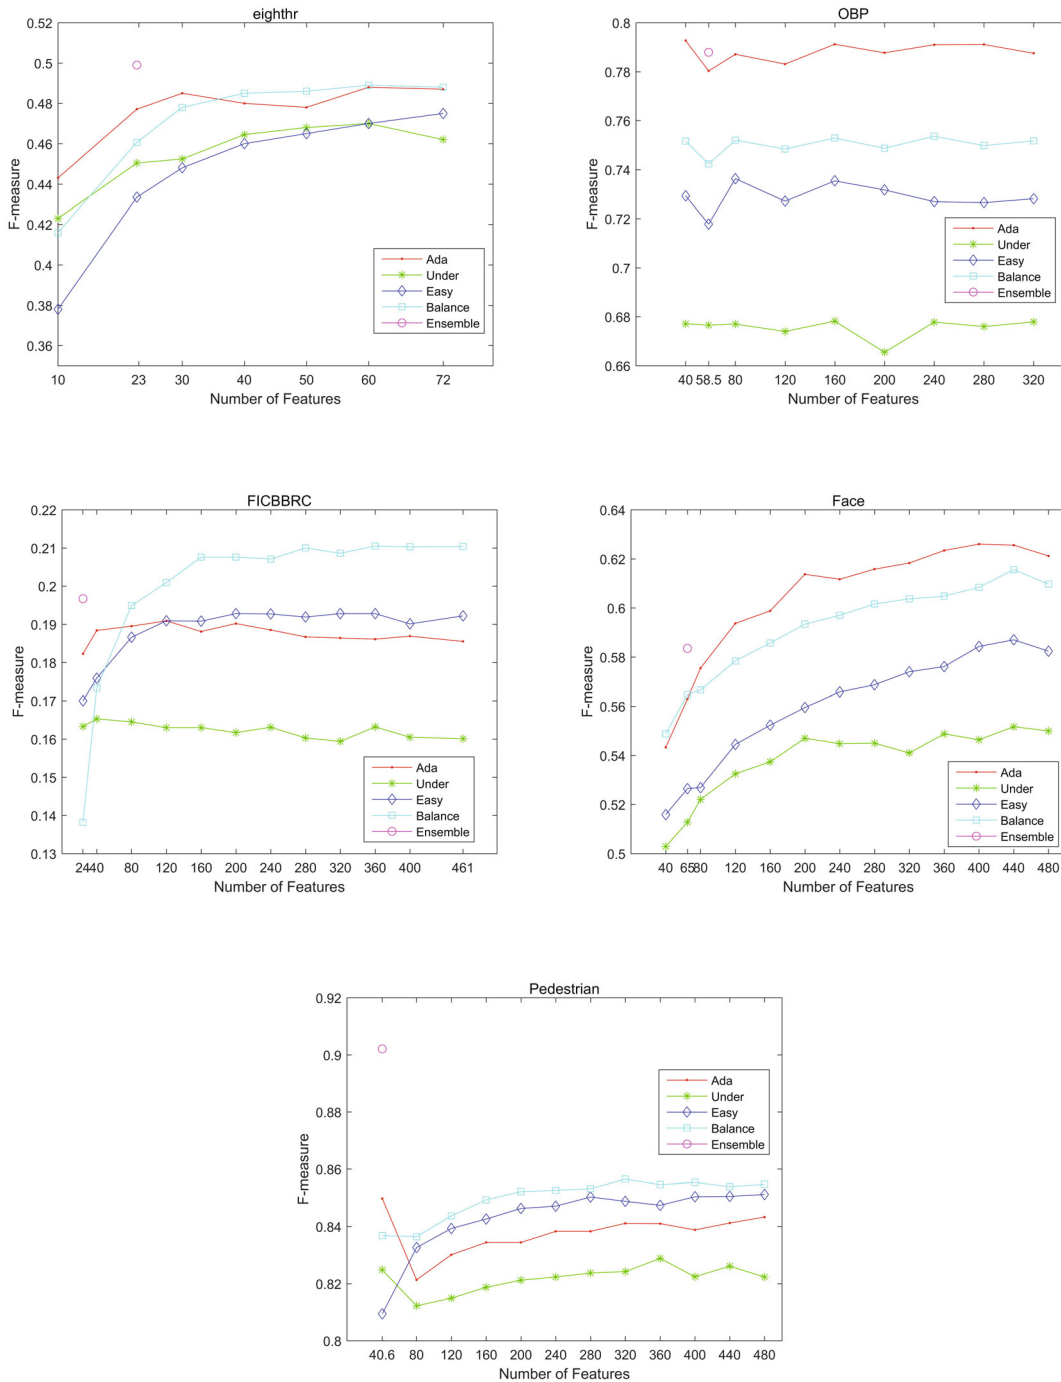 eighthr
0.52
0.5
0.48
0.46
0.44
0.42
0.4
0.38
0.36
F-measure
Ada
Under
Easy
Balance
Ensemble
10 23 30 40 50 60 72
Number of Features
OBP
0.8
0.78
0.76
0.74
0.72
0.7
0.68
0.66
F-measure
Ada
Under
Easy
Balance
Ensemble
40 58.5 80 120 160 200 240 280 320
Number of Features
FICBBRC
0.22
0.21
0.2
0.19
0.18
0.17
0.16
0.15
0.14
0.13
F-measure
Ada
Under
Easy
Balance
Ensemble
24 40 80 120 160 200 240 280 320 360 400 461
Number of Features
Face
0.64
0.62
0.6
0.58
0.56
0.54
0.52
0.5
F-measure
Ada
Under
Easy
Balance
Ensemble
40 65 80 120 160 200 240 280 320 360 400 440 480
Number of Features
Pedestrian
0.92
0.9
0.88
0.86
0.84
0.82
0.8
F-measure
Ada
Under
Easy
Balance
Ensemble
40.6 80 120 160 200 240 280 320 360 400 440 480
Number of Features